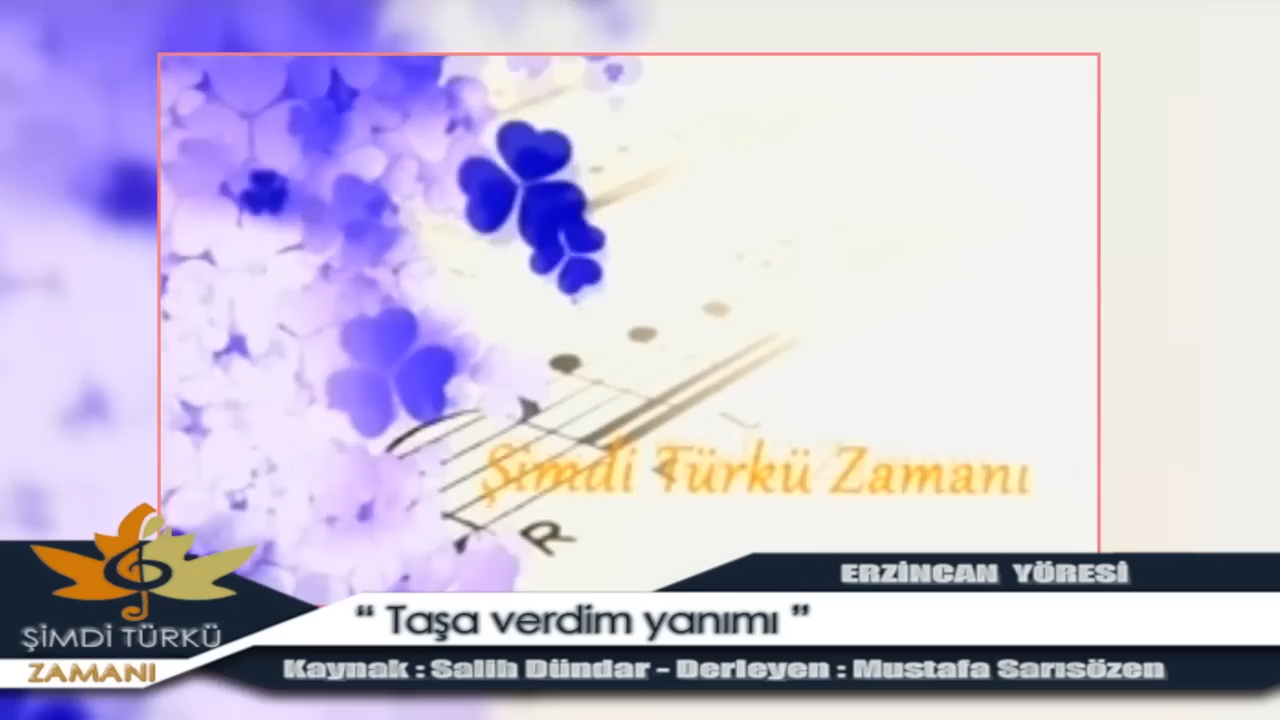 Şimdi Türkü Zamanı
ERZİNCAN YÖRESİ
“ Taşa verdim yanımı ”
ŞİMDİ TÜRKÜ
ZAMANI
Kaynak : Salih Dündar - Derleyen : Mustafa Sarısözen
R